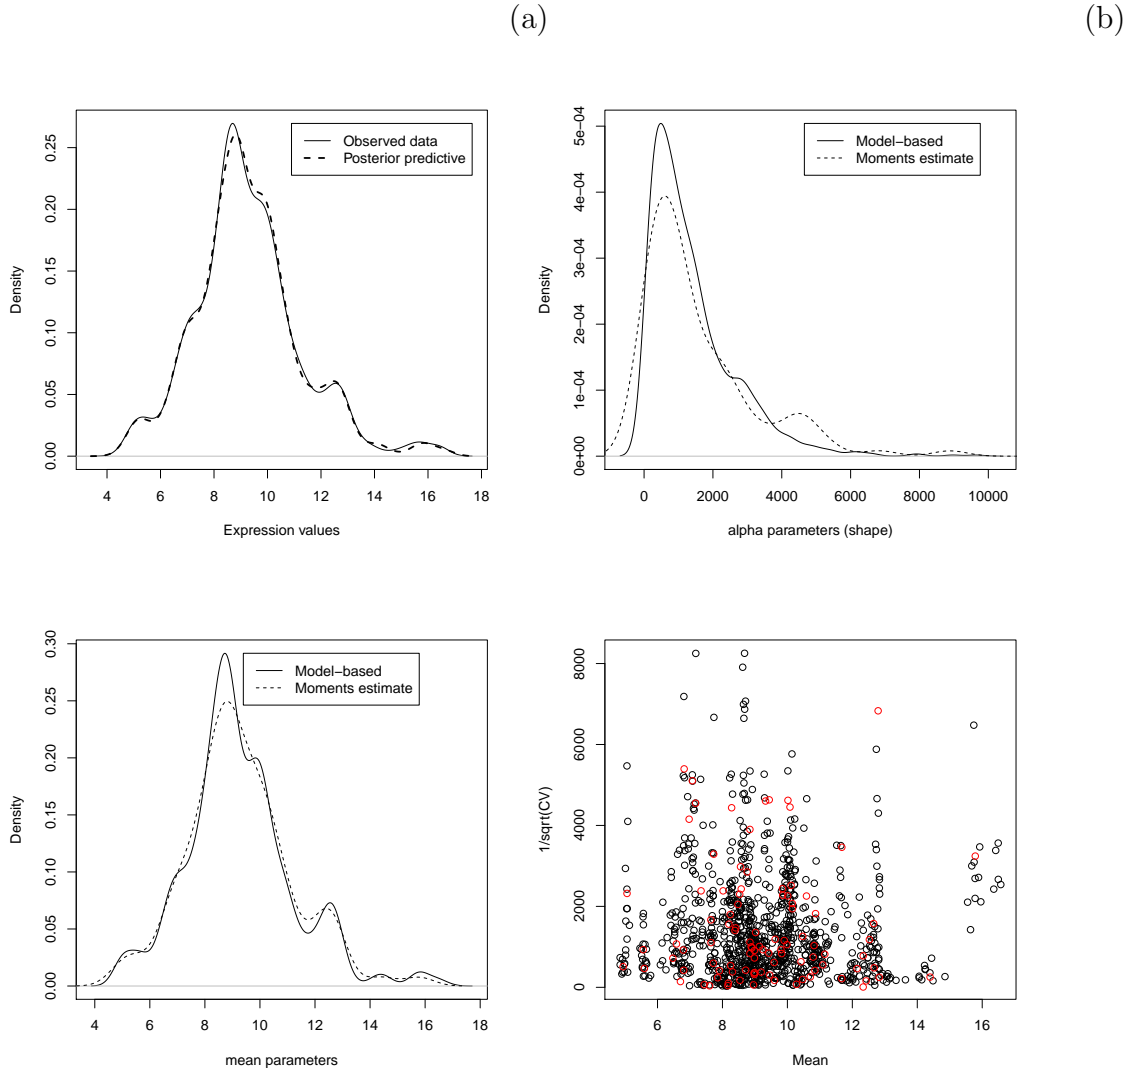 (a)
(b)
Observed data
Posterior predictive
Density
0.00 0.05 0.10 0.15 0.20 0.25
4 6 8 10 12 14 16 18
Expression values
Model−based
Moments estimate
Density
0e+00 1e−04 2e−04 3e−04 4e−04 5e−04
0 2000 4000 6000 8000 10000
alpha parameters (shape)
Model−based
Moments estimate
Density
0.00 0.05 0.10 0.15 0.20 0.25 0.30
4 6 8 10 12 14 16 18
mean parameters
1/sqrt(CV)
0 2000 4000 6000 8000
6 8 10 12 14 16
Mean